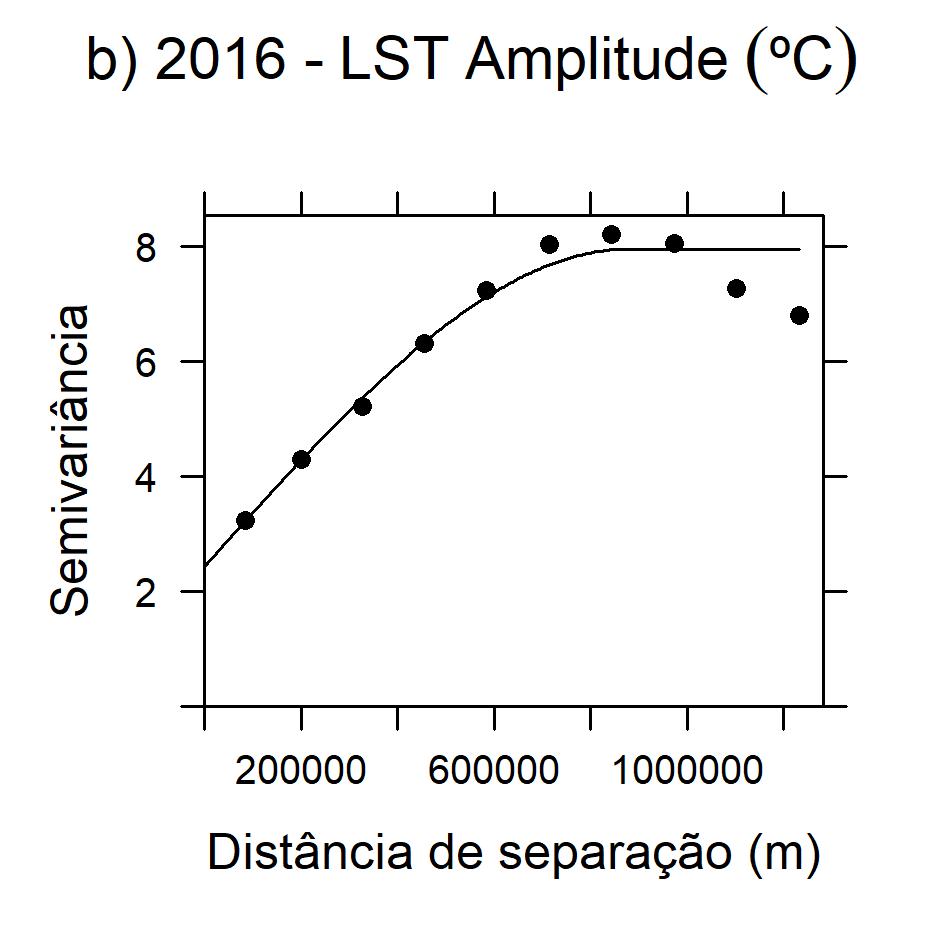 b) 2016 - LST Amplitude (ºC)
8
6
4
2
Semivariância
200000 600000 1000000
Distância de separação (m)